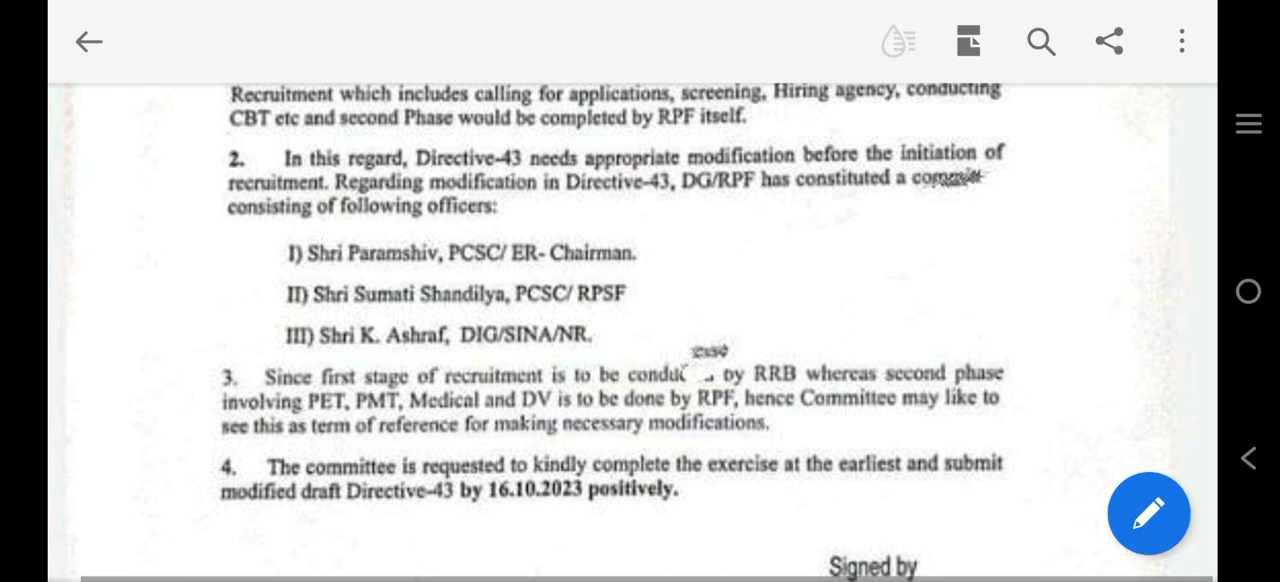 Recruitment which includes calling for applications, screening, Hiring agency, conducting
CBT etc and second Phase would be completed by RPF itself.
2. In this regard, Directive-43 needs appropriate modification before the initiation of
recruitment. Regarding modification in Directive-43, DG/RPF has constituted a
consisting of following officers:
I) Shri Paramshiv, PCSC/ ER- Chairman.
II) Shri Sumati Shandilya, PCSC/ RPSF
III) Shri K. Ashraf, DIG/SINA/NR.
3. Since first stage of recruitment is to be by RRB whereas second phase
involving PET, PMT, Medical and DV is to be done by RPF, hence Committee may like to
see this as term of reference for making necessary modifications.
4. The committee is requested to kindly complete the exercise at the earliest and submit
modified draft Directive-43 by 16.10.2023 positively.
Signed by